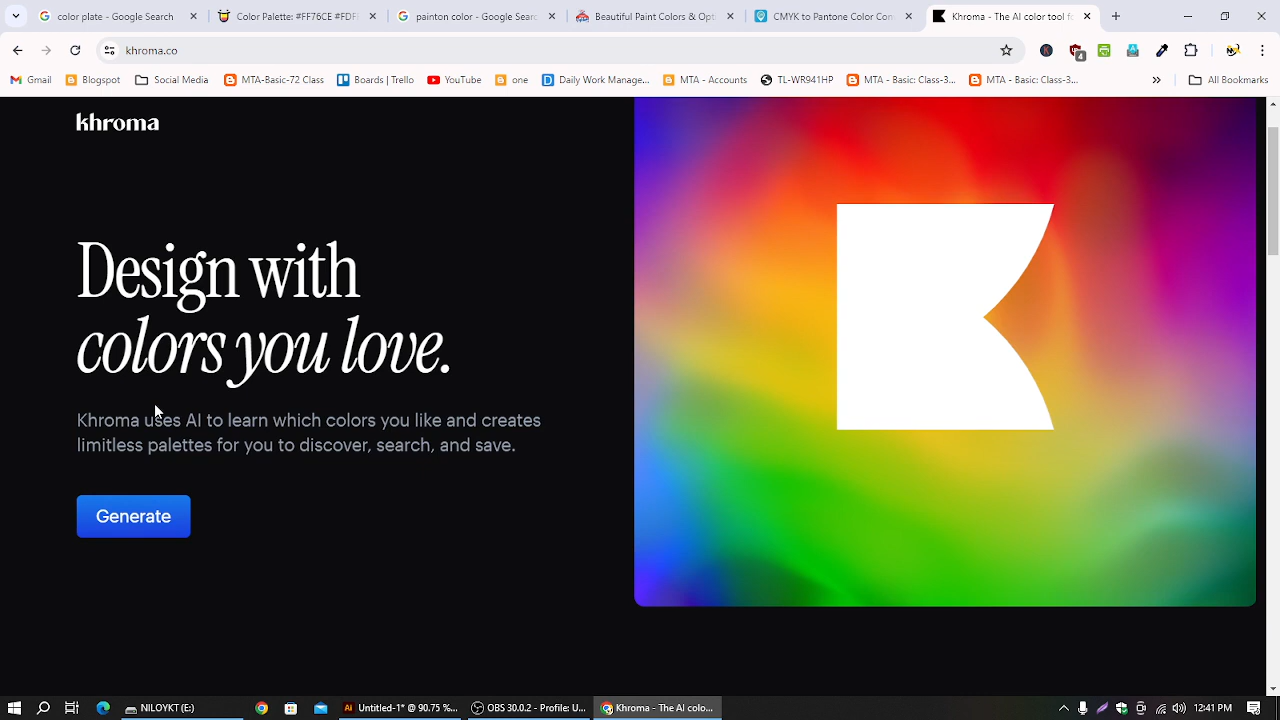 color plate - Google Search
Color Palette: #FF76CE #FDF
painton color - Google Searc
Beautiful Paint Colors & Opt
CMYK to Pantone Color Con
Khroma - The AI color tool fo
khroma.co
4
Gmail
Blogspot
Social Media
MTA-Basic-72 Class
Boards | Trello
YouTube
one
Daily Work Manage...
MTA - Accounts
TL-WR941HP
MTA - Basic: Class-3...
MTA - Basic: Class-3...
All Bookmarks
khroma
Design with
colors you love.
Khroma uses AI to learn which colors you like and creates
limitless palettes for you to discover, search, and save.
Generate
NILOYKT (E:)
Ai
Untitled-1* @ 90.75 %...
OBS 30.0.2 - Profile: U...
Khroma - The AI colo...
12:41 PM